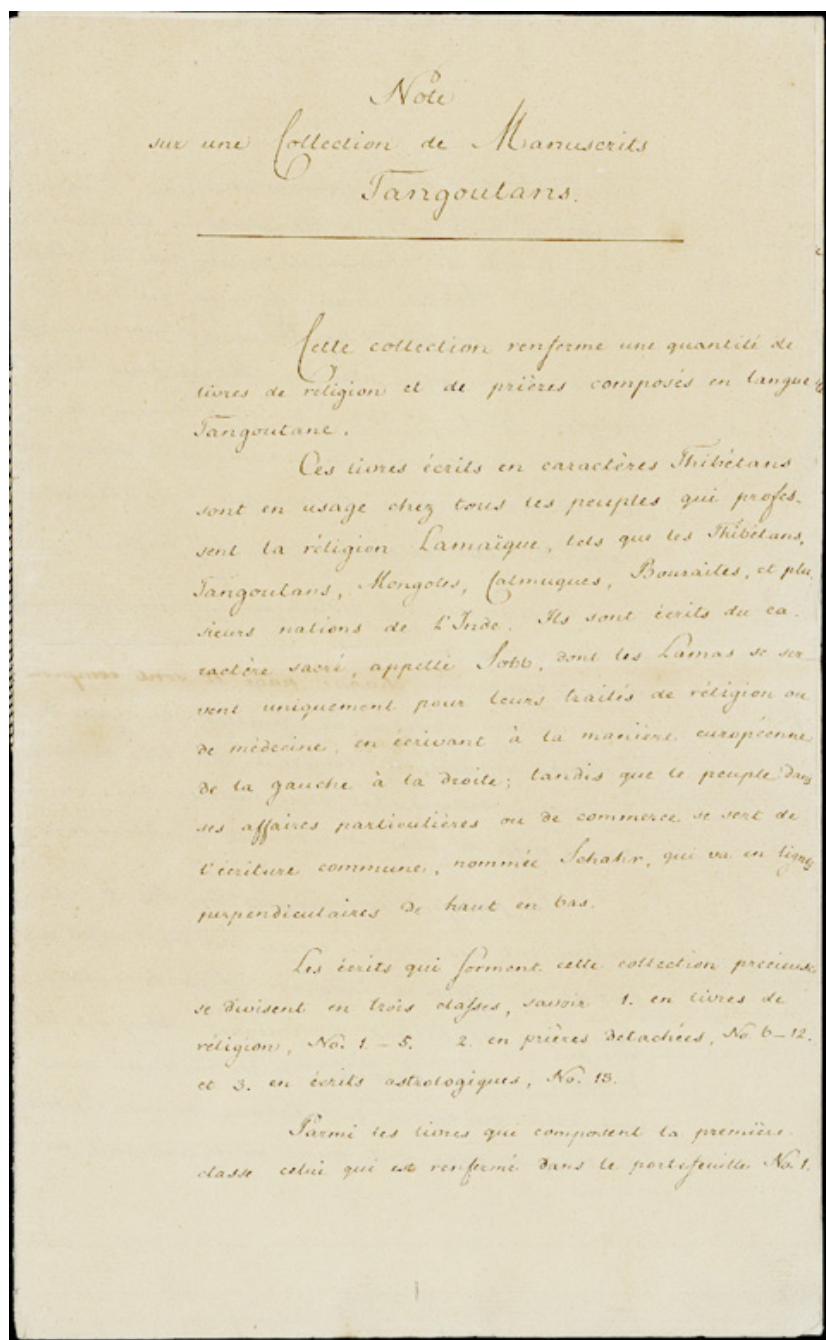 Note
sur une Collection de Manuscrits
Tangoutans.
Cette collection renferme une quantité de
livres de réligion et de prières composés en langue
Tangoutane.
Ces livres écrits en caractères Thibétans
sont en usage chez tous les peuples qui profes-
sent la réligion Lamaïque, tels que les Thibétans,
Tangoutans, Mongoles, Calmuques, Bouraites, et plu
sieurs nations de l'Inde. Ils sont écrits du ca-
ractère sacré, appellé, dont les Lamas se ser
vent uniquement pour leurs traités de réligion ou
de médecine, en écrivant à la manière européenne
de la gauche à la droite; tandis que le peuple dans
ses affaires particulières ou de commerce se sert de
l'écriture commune, nommée Schahr, qui va en lignes
perpendiculaires de haut en bas.
Les écrits qui forment cette collection précieuse
se divisent en trois classes, savoir 1. en livres de
réligion, No. 1 - 5. 2. en prières detachées, No. 6-12.
et 3. en écrits astrologiques, No. 13.
Parmi les livres qui composent la première
classe celui qui est renfermé dans le portefeuille No. 1.